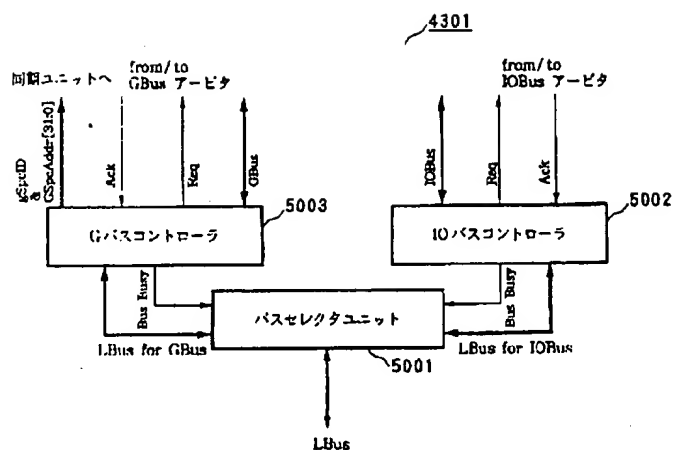 4301
同期ユニットへ
from/to
GBus アービタ
from/to
IOBus アービタ
gSpcID
&
GSpcAddr[31:0]
Ack
Req
GBus
IOBus
Req
Ack
5003
5002
Gバスコントローラ
IOバスコントローラ
Bus Busy
Bus Busy
バスセレクタユニット
LBus for GBus
LBus for IOBus
5001
LBus